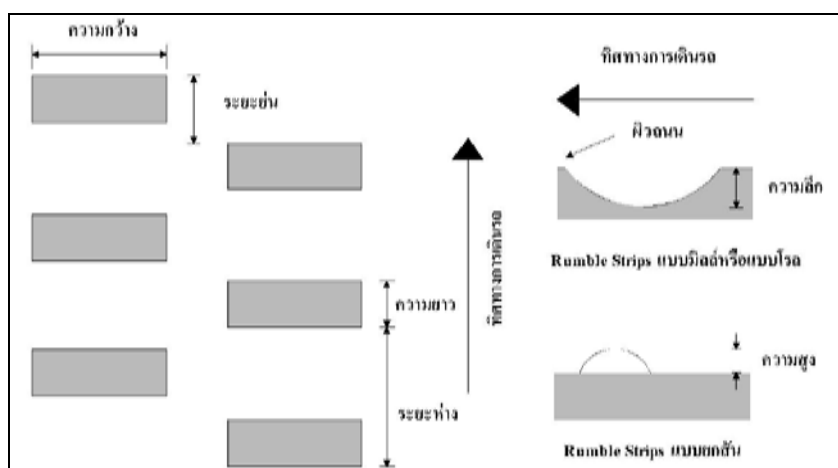 ความกว้าง
ระยะย่น
ความยาว
ระยะห่าง
ทิศทางการเดินรถ
ทิศทางการเดินรถ
ผิวถนน
ความลึก
Rumble Strips แบบมิลล์หรือแบบโรล
ความสูง
Rumble Strips แบบยกสัน